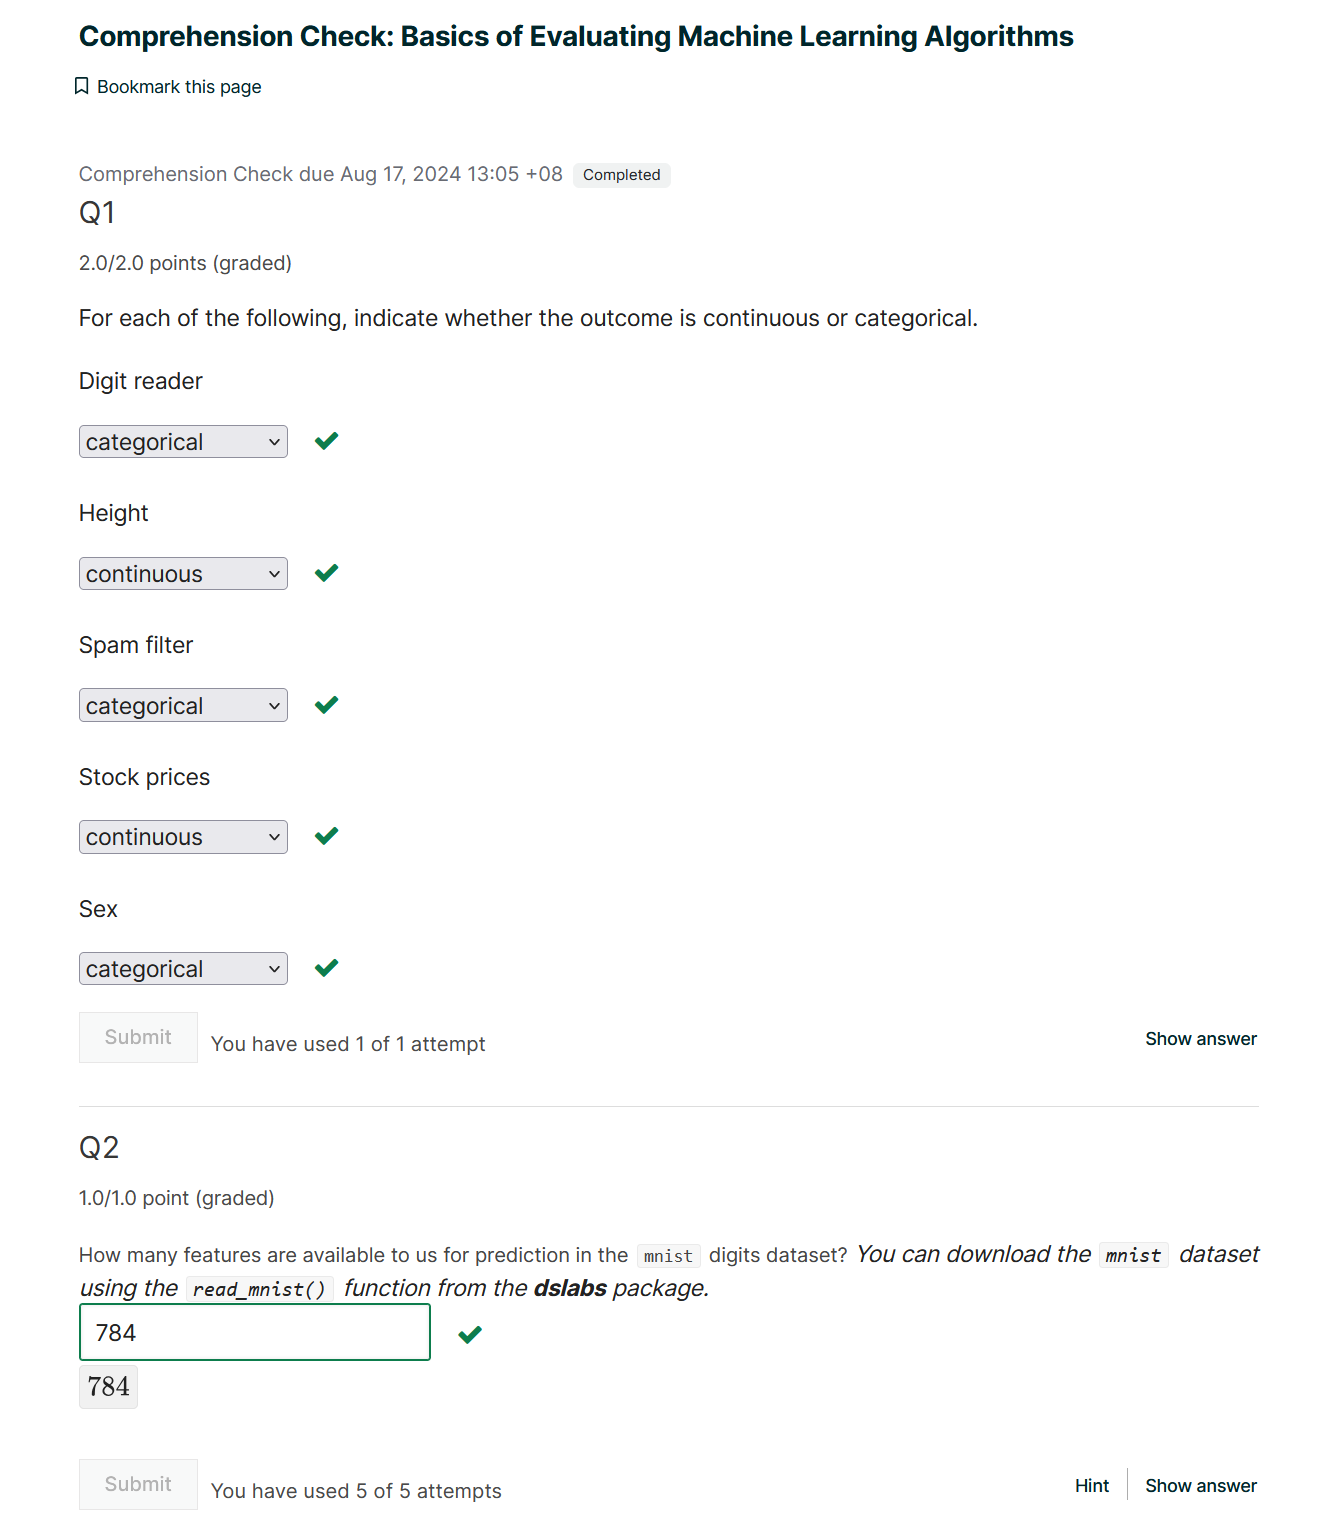 Comprehension Check: Basics of Evaluating Machine Learning Algorithms
Bookmark this page
Comprehension Check due Aug 17, 2024 13:05 +08 Completed
Q1
2.0/2.0 points (graded)
For each of the following, indicate whether the outcome is continuous or categorical.
Digit reader
categorical
Height
continuous
Spam filter
categorical
Stock prices
continuous
Sex
categorical
Submit You have used 1 of 1 attempt Show answer
Q2
1.0/1.0 point (graded)
How many features are available to us for prediction in the mnist digits dataset? You can download the mnist dataset
using the read_mnist() function from the dslabs package.
784
784
Submit You have used 5 of 5 attempts Hint Show answer